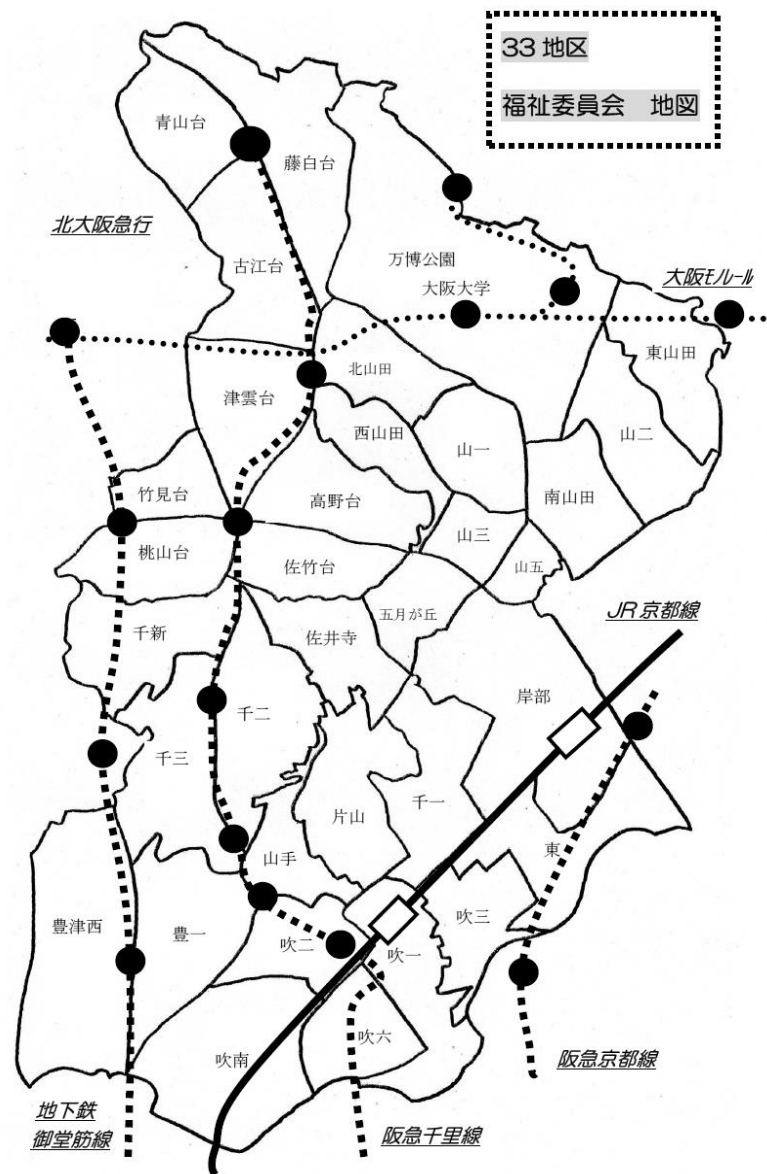 33 地区
福祉委員会　地図
青山台
藤白台
北大阪急行
古江台
万博公園
大阪大学
大阪ﾓﾉﾚｰﾙ
東山田
北山田
津雲台
西山田
山一
山二
竹見台
高野台
南山田
山三
桃山台
佐竹台
山五
五月が丘
JR京都線
千新
佐井寺
岸部
千二
千三
片山
千一
山手
東
豊津西
豊一
吹二
吹三
吹一
吹南
吹六
阪急京都線
地下鉄
御堂筋線
阪急千里線